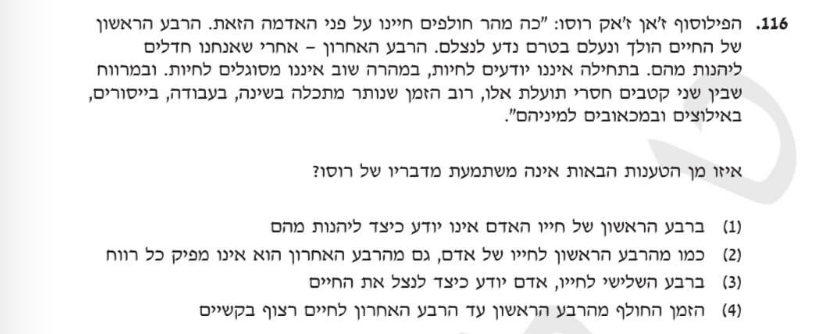 116. הפילוסוף ז'אן ז'אק רוסו: "כה מהר חולפים חיינו על פני האדמה הזאת. הרבע הראשון
של החיים הולך ונעלם בטרם נדע לנצלם. הרבע האחרון – אחרי שאנחנו חדלים
ליהנות מהם. בתחילה איננו יודעים לחיות, במהרה שוב איננו מסוגלים לחיות. ובמרווח
שבין שני קטבים חסרי תועלת אלו, רוב הזמן שנותר מתכלה בשינה, בעבודה, בייסורים,
באילוצים ובמכאובים למיניהם".
איזו מן הטענות הבאות אינה משתמעת מדבריו של רוסו?
(1) ברבע הראשון של חייו האדם אינו יודע כיצד ליהנות מהם
(2) כמו מהרבע הראשון לחייו של אדם, גם מהרבע האחרון הוא אינו מפיק כל רווח
(3) ברבע השלישי לחייו, אדם יודע כיצד לנצל את החיים
(4) הזמן החולף מהרבע הראשון עד הרבע האחרון לחיים רצוף בקשיים